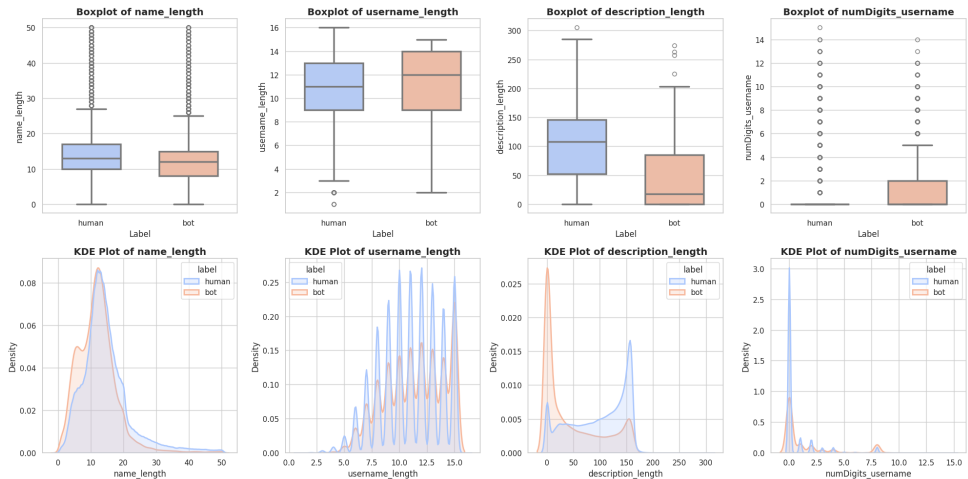 Boxplot of name_length
name_length
50
40
30
20
10
0
human bot
Label
Boxplot of username_length
username_length
16
14
12
10
8
6
4
2
human bot
Label
Boxplot of description_length
description_length
300
250
200
150
100
50
0
human bot
Label
Boxplot of numDigits_username
numDigits_username
14
12
10
8
6
4
2
0
human bot
Label
KDE Plot of name_length
label
human
bot
Density
0.08
0.06
0.04
0.02
0.00
0 10 20 30 40 50
name_length
KDE Plot of username_length
label
human
bot
Density
0.25
0.20
0.15
0.10
0.05
0.00
0.0 2.5 5.0 7.5 10.0 12.5 15.0
username_length
KDE Plot of description_length
label
human
bot
Density
0.025
0.020
0.015
0.010
0.005
0.000
0 50 100 150 200 250 300
description_length
KDE Plot of numDigits_username
label
human
bot
Density
3.0
2.5
2.0
1.5
1.0
0.5
0.0
0.0 2.5 5.0 7.5 10.0 12.5 15.0
numDigits_username